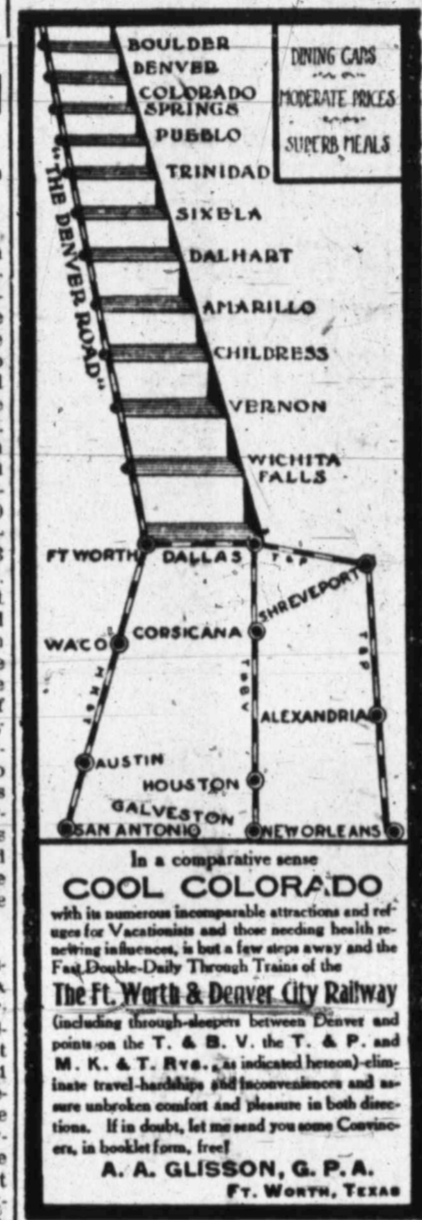 BOULDER
DENVER
COLORADO
SPRINGS
PUEBLO
TRINIDAD
SIXELA
DALHART
AMARILLO
CHILDRESS
VERNON
WICHITA
FALLS
"THE DENVER ROAD"
DINING CARS
MODERATE PRICES
SUPERB MEALS
FT WORTH
DALLAS
T&P
SHREVEPORT
WACO
CORSICANA
MK&T
T&BV
T&P
ALEXANDRIA
AUSTIN
HOUSTON
GALVESTON
SAN ANTONIO
NEW ORLEANS
In a comparative sense
COOL COLORADO
with its numerous incomparable attractions and ref-
uges for Vacationists and those needing health re-
newing influences, is but a few steps away and the
Fast Double-Daily Through Trains of the
The Ft. Worth & Denver City Railway
(including through-sleepers between Denver and
points on the T. & B. V. the T. & P. and
M. K. & T. Rys., as indicated hereon) elim-
inate travel-hardships and inconveniences and as-
sure unbroken comfort and pleasure in both direc-
tions. If in doubt, let me send you some Convinc-
ers, in booklet form, free!
A. A. GLISSON, G. P. A.
FT. WORTH, TEXAS